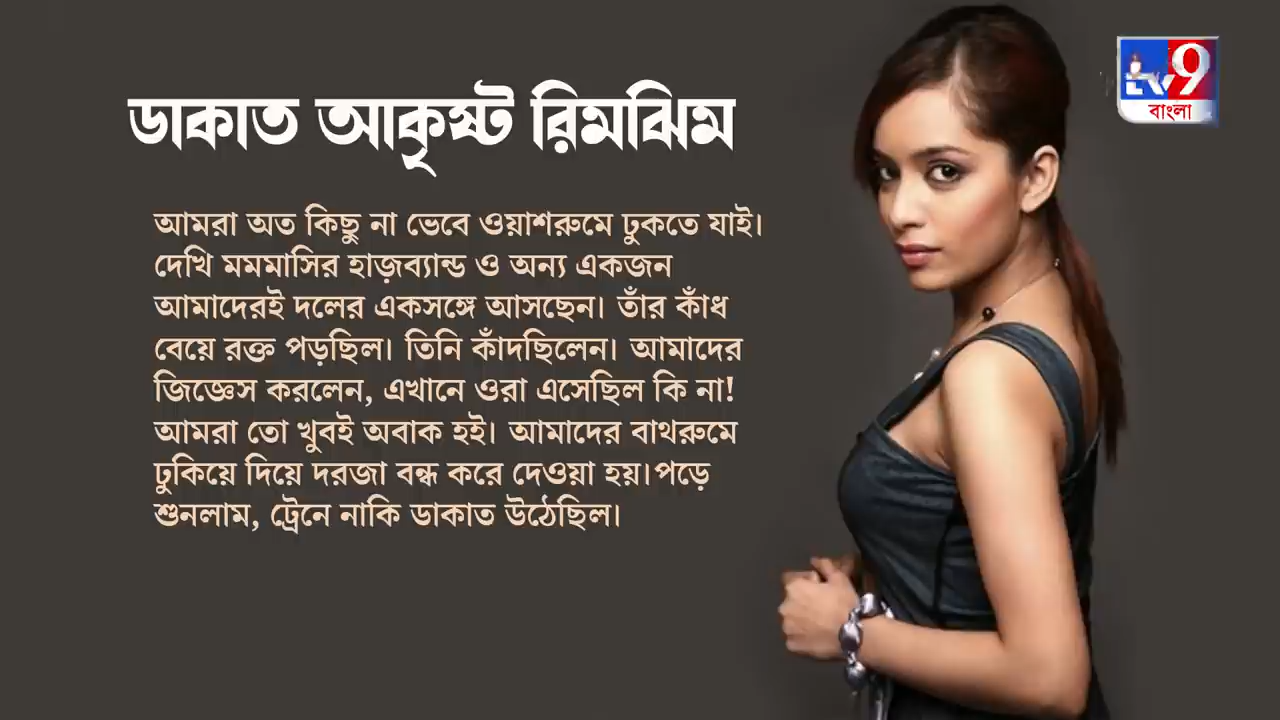 ডাকাত আকৃষ্ট রিমঝিম
আমরা অত কিছু না ভেবে ওয়াশরুমে ঢুকতে যাই।
দেখি মমমাসির হাজ়ব্যান্ড ও অন্য একজন
আমাদেরই দলের একসঙ্গে আসছেন। তাঁর কাঁধ
বেয়ে রক্ত পড়ছিল। তিনি কাঁদছিলেন। আমাদের
জিজ্ঞেস করলেন, এখানে ওরা এসেছিল কি না!
আমরা তো খুবই অবাক হই। আমাদের বাথরুমে
ঢুকিয়ে দিয়ে দরজা বন্ধ করে দেওয়া হয়।পড়ে
শুনলাম, ট্রেনে নাকি ডাকাত উঠেছিল।
TV9
বাংলা